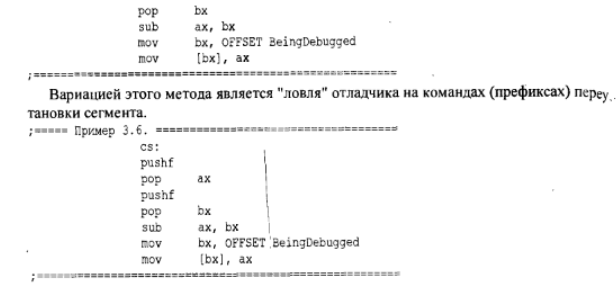 pop bx
sub ax, bx
mov bx, OFFSET BeingDebugged
mov [bx], ax
;====================================================
Вариацией этого метода является "ловля" отладчика на командах (префиксах) переу
тановки сегмента.
;===== Пример 3.6. ==================================
cs:
pushf
pop ax
pushf
pop bx
sub ax, bx
mov bx, OFFSET BeingDebugged
mov [bx], ax
;====================================================